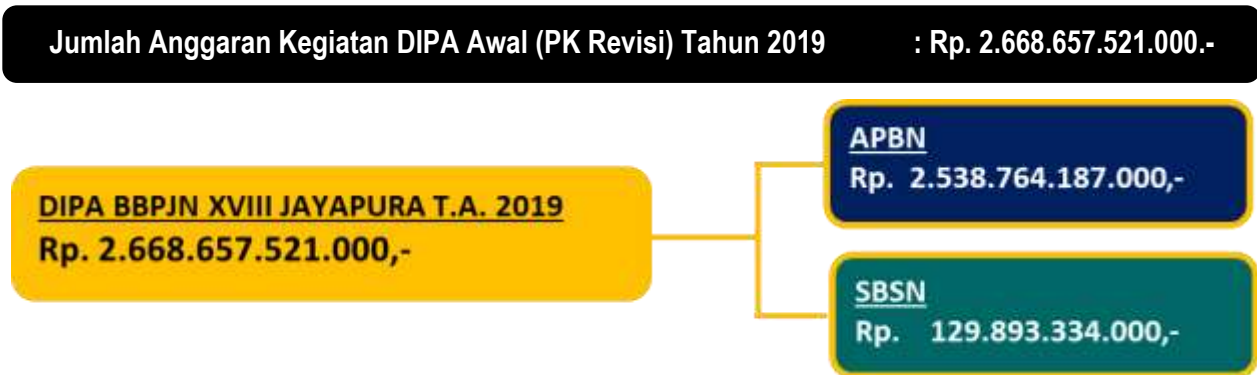 Jumlah Anggaran Kegiatan DIPA Awal (PK Revisi) Tahun 2019 : Rp. 2.668.657.521.000.-
DIPA BBPJN XVIII JAYAPURA T.A. 2019
Rp. 2.668.657.521.000,-
APBN
Rp. 2.538.764.187.000,-
SBSN
Rp. 129.893.334.000,-